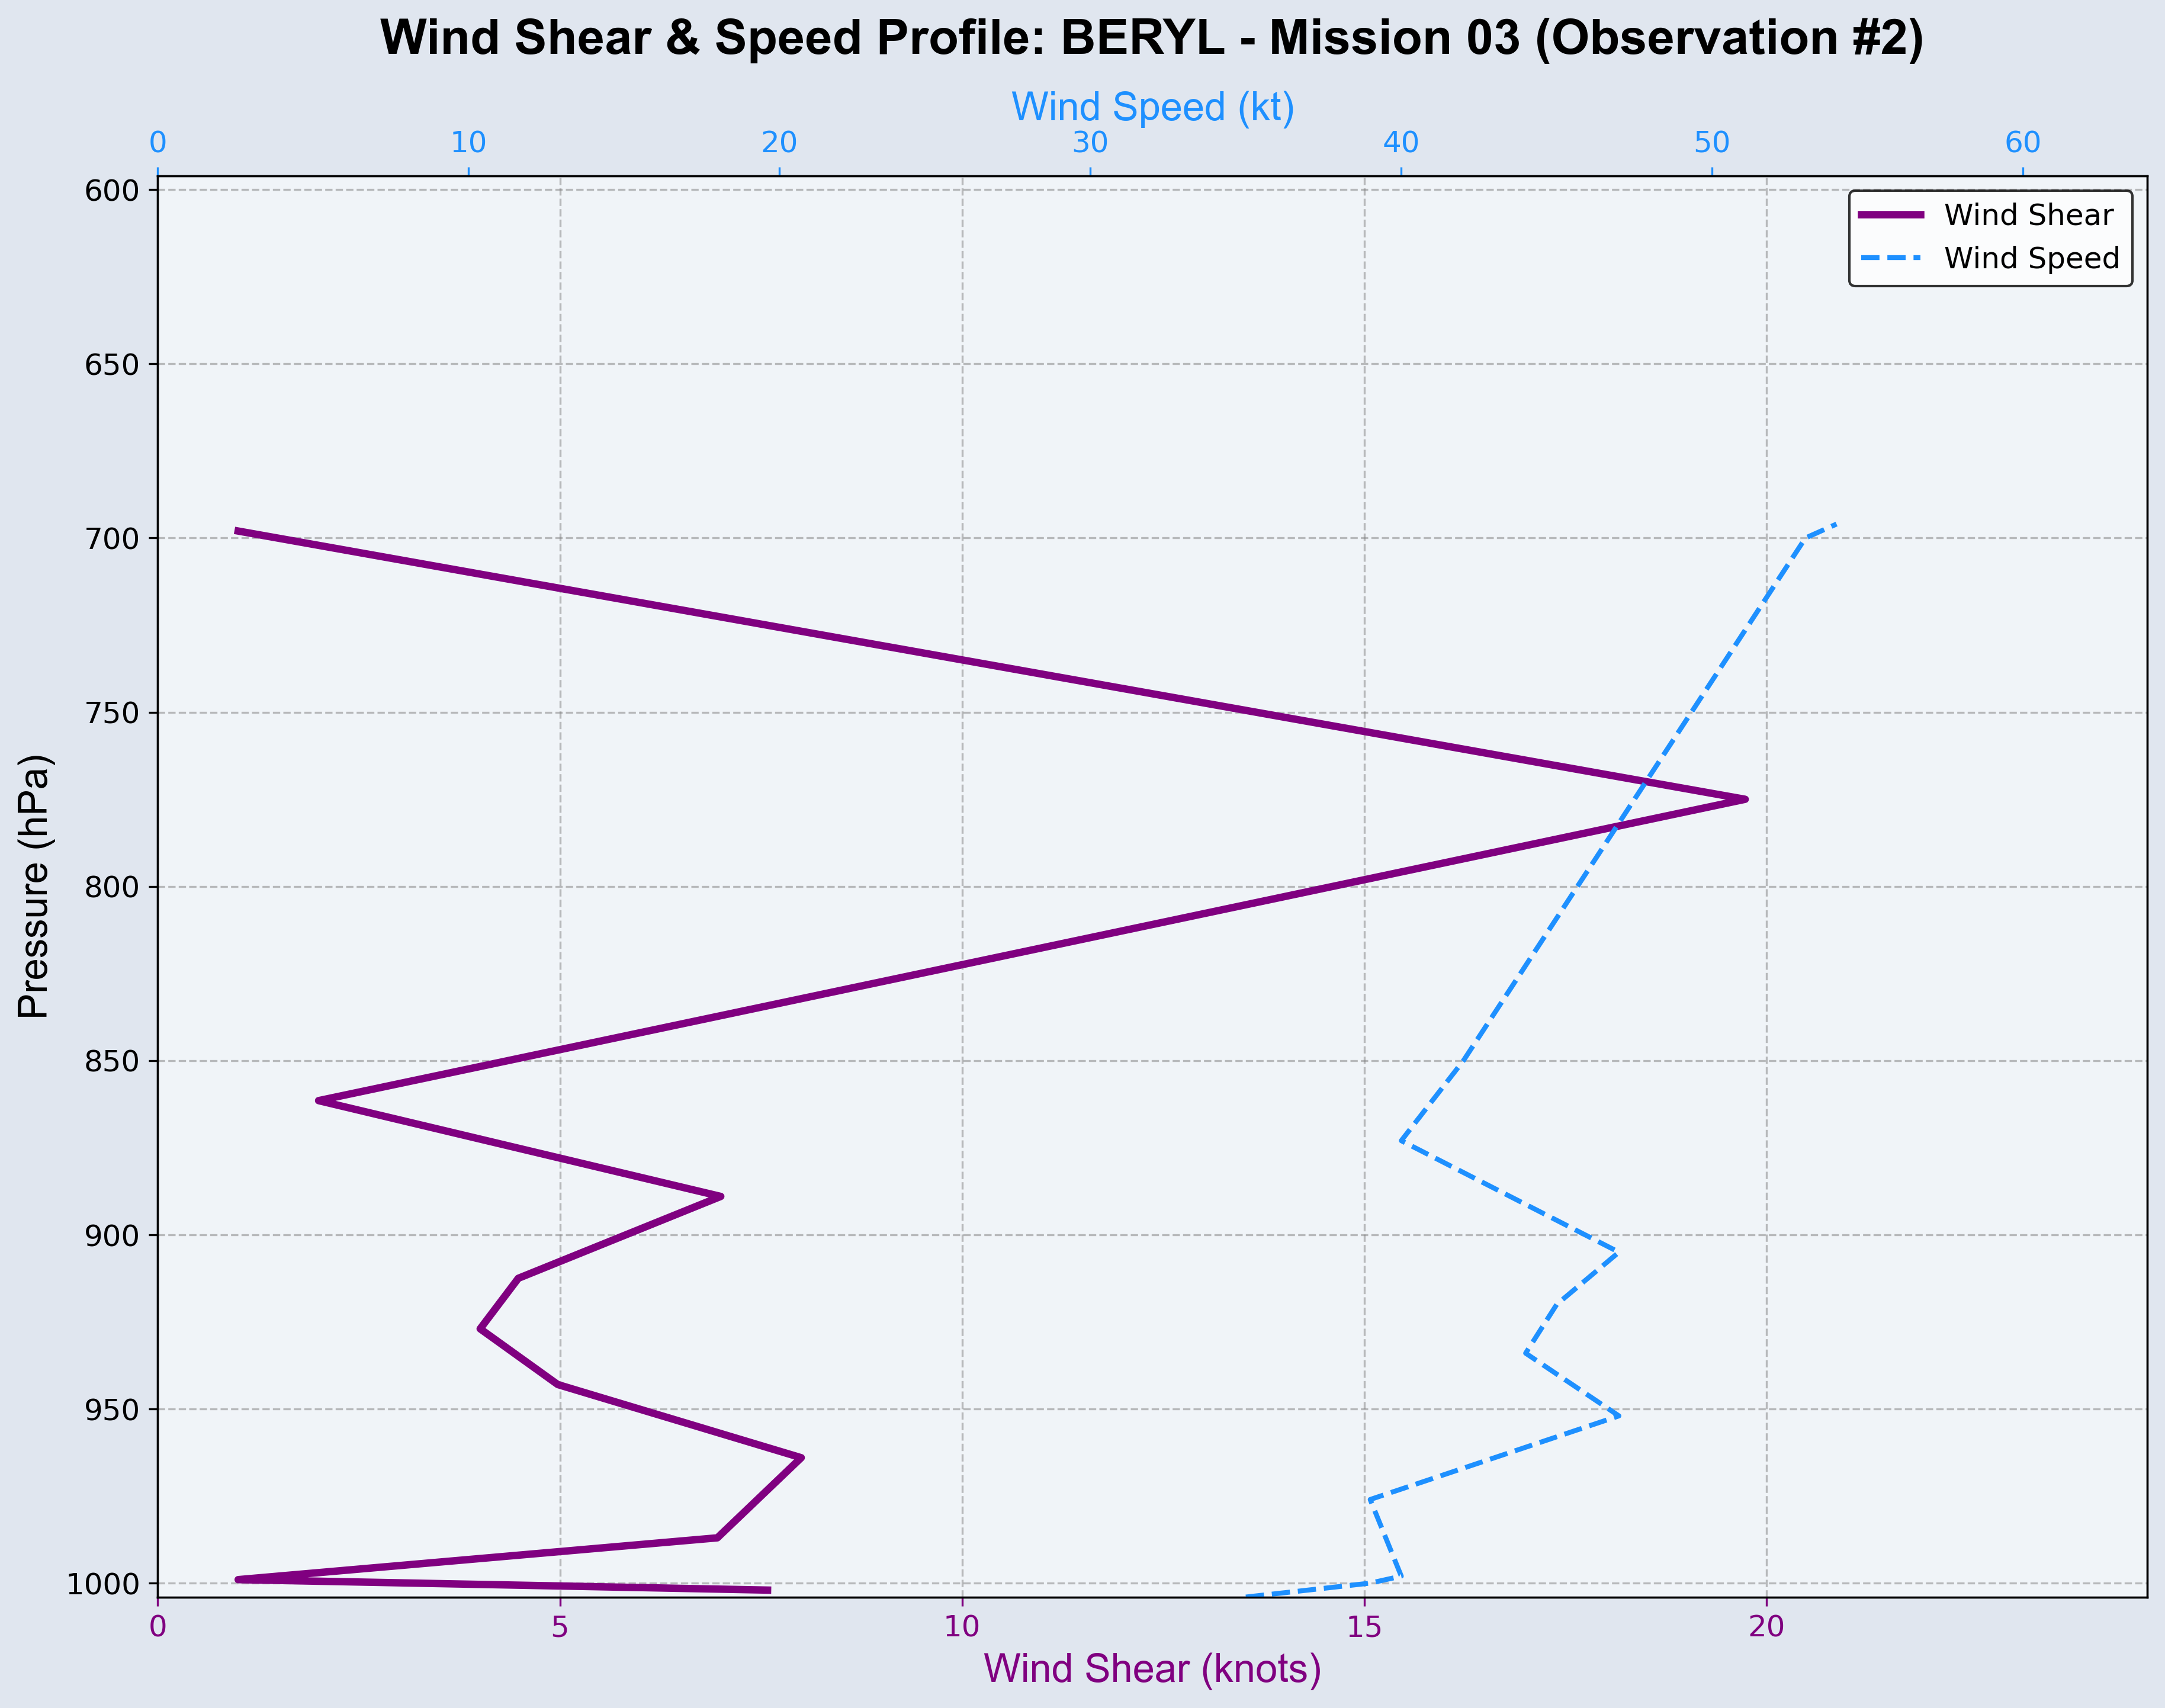 Wind Shear & Speed Profile: BERYL - Mission 03 (Observation #2)
Wind Speed (kt)
0 10 20 30 40 50 60
Wind Shear
Wind Speed
600
650
700
750
800
850
900
950
1000
Pressure (hPa)
0 5 10 15 20
Wind Shear (knots)